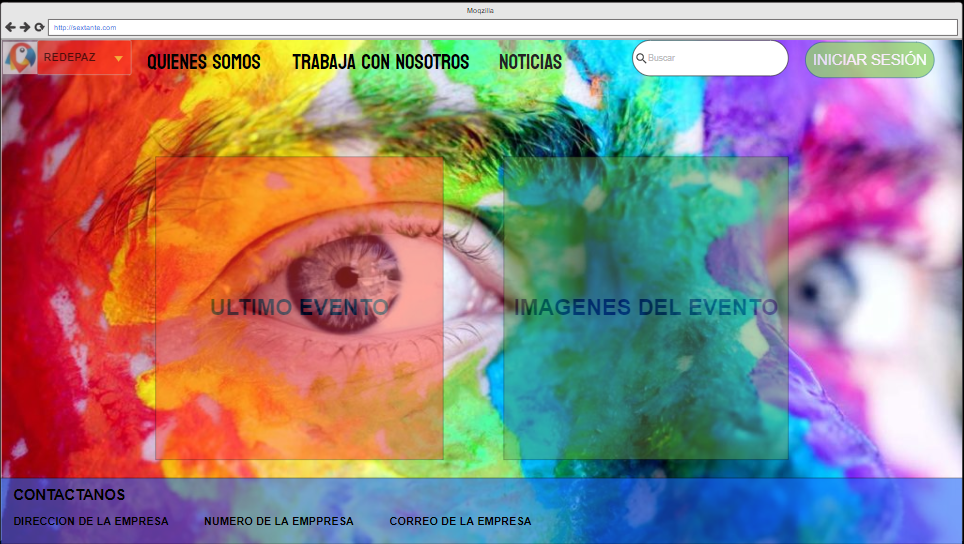 Moqzilla
http://sextante.com
REDEPAZ
QUIENES SOMOS
TRABAJA CON NOSOTROS
NOTICIAS
Buscar
INICIAR SESIÓN
ULTIMO EVENTO
IMAGENES DEL EVENTO
CONTACTANOS
DIRECCION DE LA EMPRESA
NUMERO DE LA EMPPRESA
CORREO DE LA EMPRESA